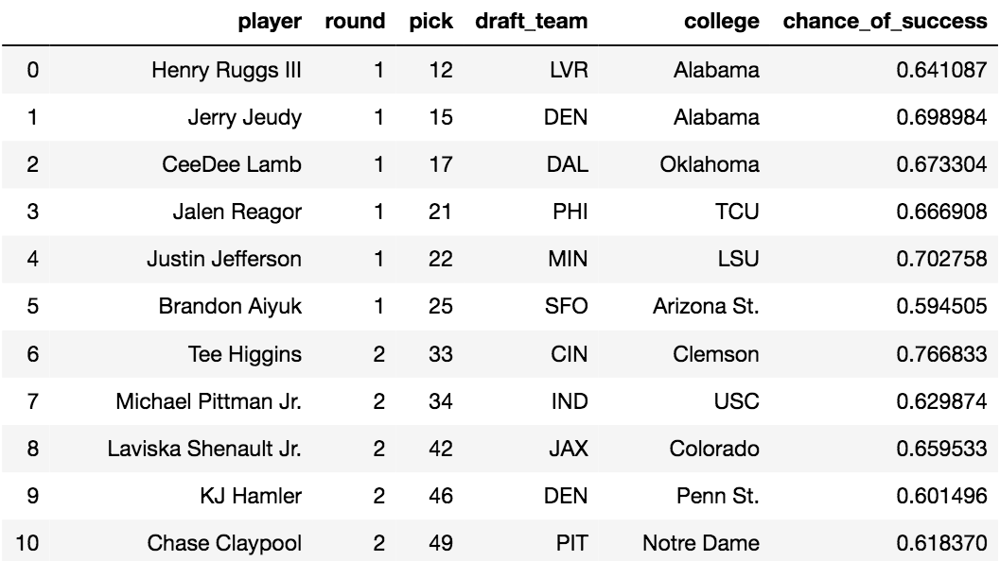 player round pick draft_team college chance_of_success
0 Henry Ruggs III 1 12 LVR Alabama 0.641087
1 Jerry Jeudy 1 15 DEN Alabama 0.698984
2 CeeDee Lamb 1 17 DAL Oklahoma 0.673304
3 Jalen Reagor 1 21 PHI TCU 0.666908
4 Justin Jefferson 1 22 MIN LSU 0.702758
5 Brandon Aiyuk 1 25 SFO Arizona St. 0.594505
6 Tee Higgins 2 33 CIN Clemson 0.766833
7 Michael Pittman Jr. 2 34 IND USC 0.629874
8 Laviska Shenault Jr. 2 42 JAX Colorado 0.659533
9 KJ Hamler 2 46 DEN Penn St. 0.601496
10 Chase Claypool 2 49 PIT Notre Dame 0.618370